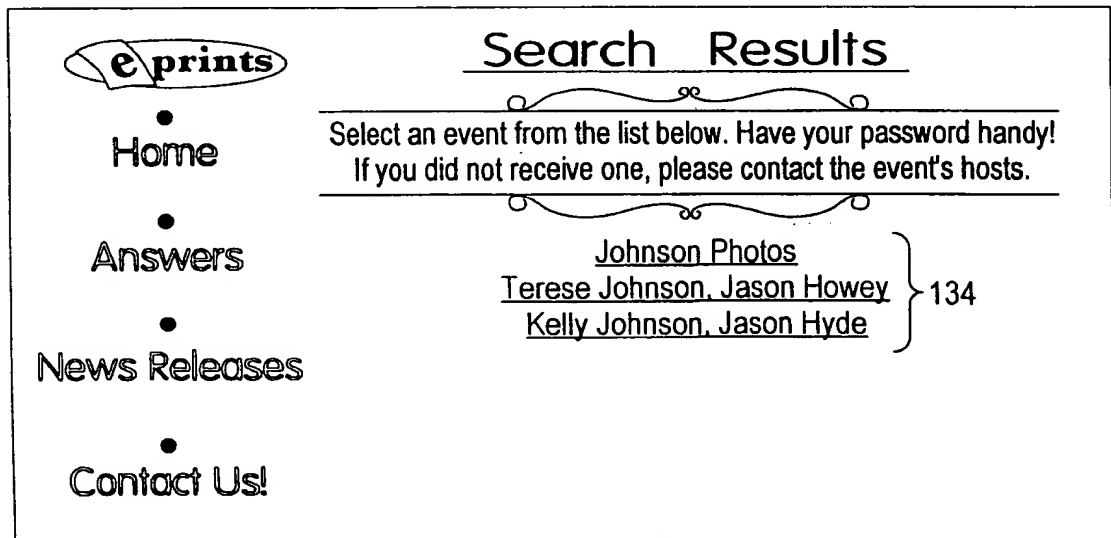 e prints
Home
Answers
News Releases
Contact Us!
Search Results
Select an event from the list below. Have your password handy!
If you did not receive one, please contact the event's hosts.
Johnson Photos
Terese Johnson, Jason Howey
Kelly Johnson, Jason Hyde
134